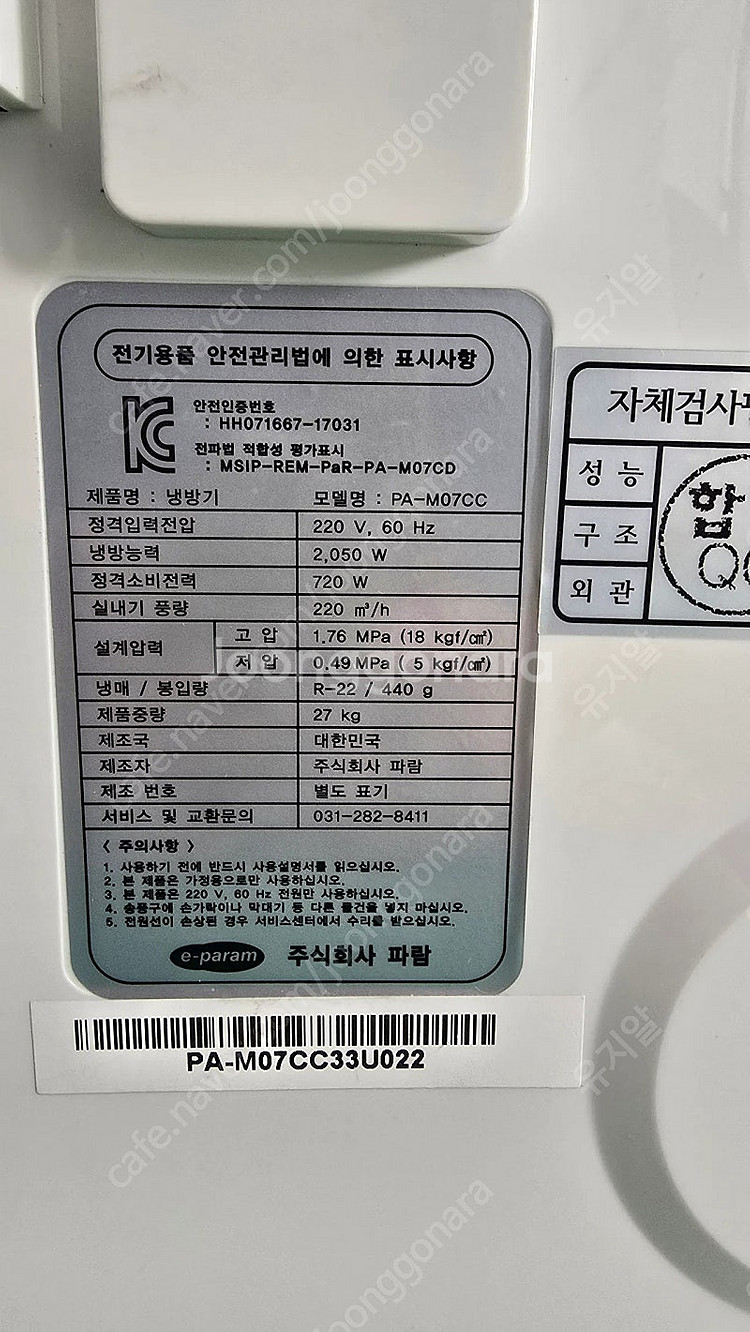 전기용품 안전관리법에 의한 표시사항
안전인증번호
: HH071667-17031
전파법 적합성 평가표시
: MSIP-REM-PaR-PA-M07CD
제품명 : 냉방기 모델명 : PA-M07CC
정격입력전압 220 V, 60 Hz
냉방능력 2,050 W
정격소비전력 720 W
실내기 풍량 220 ㎥/h
설계압력 고 압 1.76 MPa (18 kgf/㎠)
저 압 0.49 MPa ( 5 kgf/㎠)
냉매 / 봉입량 R-22 / 440 g
제품중량 27 kg
제조국 대한민국
제조자 주식회사 파람
제조 번호 별도 표기
서비스 및 교환문의 031-282-8411
< 주의사항 >
1. 사용하기 전에 반드시 사용설명서를 읽으십시오.
2. 본 제품은 가정용으로만 사용하십시오.
3. 본 제품은 220 V, 60 Hz 전원만 사용하십시오.
4. 송풍구에 손가락이나 막대기 등 다른 물건을 넣지 마십시오.
5. 전원선이 손상된 경우 서비스센터에서 수리를 받으십시오.
e-param 주식회사 파람
PA-M07CC33U022
자체검사
성 능
구 조
외 관
합
joonggonara
cafe.naver.com/joonggonara
유지알